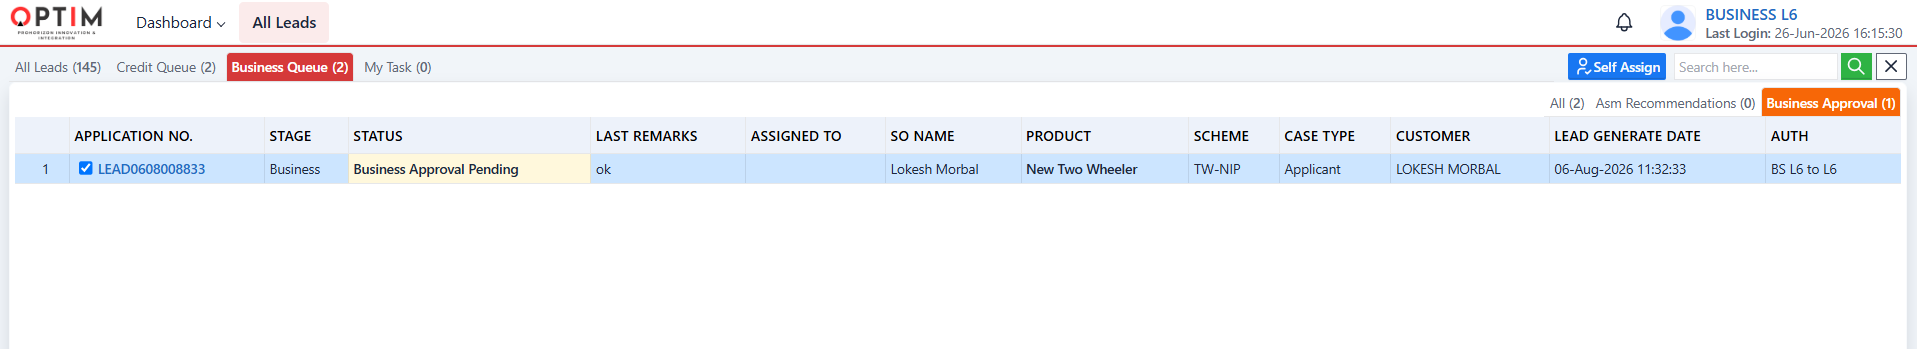 OPTIM
PROHORIZON INNOVATION &
INTEGRATION
Dashboard
All Leads
BUSINESS L6
Last Login: 26-Jun-2026 16:15:30
All Leads (145) Credit Queue (2) Business Queue (2) My Task (0)
Self Assign
Search here...
All (2) Asm Recommendations (0) Business Approval (1)
APPLICATION NO. STAGE STATUS LAST REMARKS ASSIGNED TO SO NAME PRODUCT SCHEME CASE TYPE CUSTOMER LEAD GENERATE DATE AUTH
1 LEAD0608008833 Business Business Approval Pending ok Lokesh Morbal New Two Wheeler TW-NIP Applicant LOKESH MORBAL 06-Aug-2026 11:32:33 BS L6 to L6